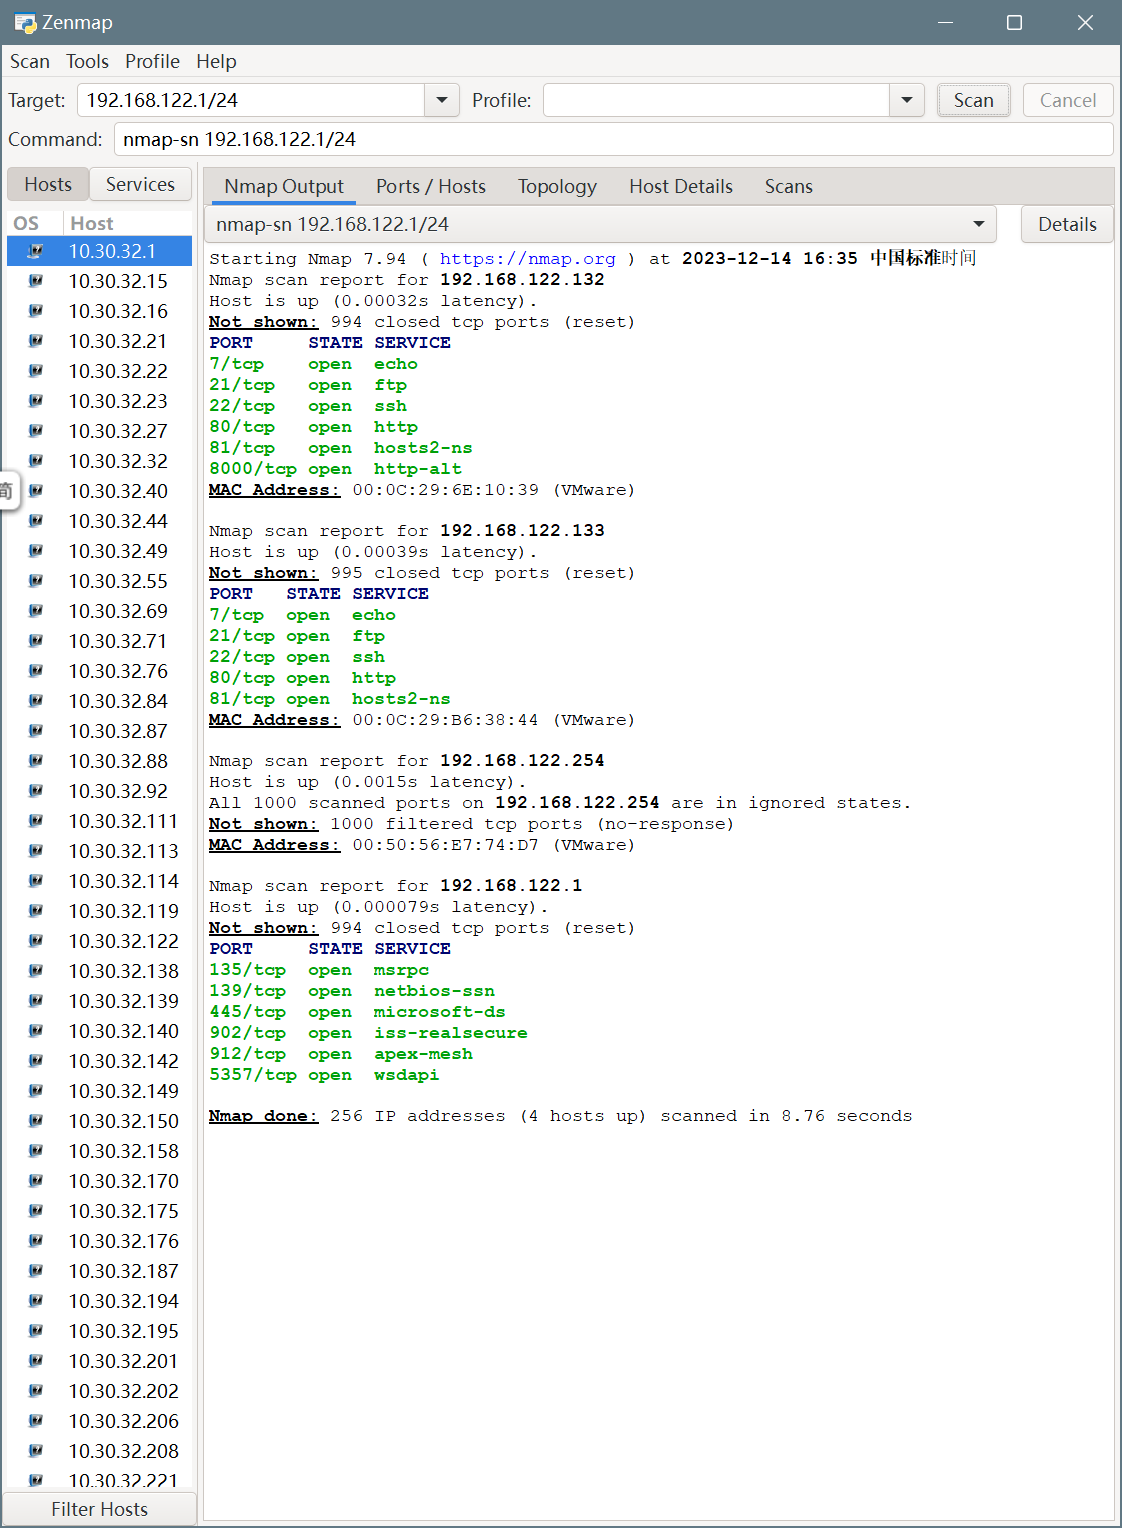 Zenmap
Scan Tools Profile Help
Target: 192.168.122.1/24 Profile: Scan Cancel
Command: nmap-sn 192.168.122.1/24
Hosts Services
Nmap Output Ports / Hosts Topology Host Details Scans
OS Host
nmap-sn 192.168.122.1/24 Details
10.30.32.1
10.30.32.15
10.30.32.16
10.30.32.21
10.30.32.22
10.30.32.23
10.30.32.27
10.30.32.32
简
10.30.32.40
10.30.32.44
10.30.32.49
10.30.32.55
10.30.32.69
10.30.32.71
10.30.32.76
10.30.32.84
10.30.32.87
10.30.32.88
10.30.32.92
10.30.32.111
10.30.32.113
10.30.32.114
10.30.32.119
10.30.32.122
10.30.32.138
10.30.32.139
10.30.32.140
10.30.32.142
10.30.32.149
10.30.32.150
10.30.32.158
10.30.32.170
10.30.32.175
10.30.32.176
10.30.32.187
10.30.32.194
10.30.32.195
10.30.32.201
10.30.32.202
10.30.32.206
10.30.32.208
10.30.32.221
Filter Hosts
Starting Nmap 7.94 ( https://nmap.org ) at 2023-12-14 16:35 中国标准时间
Nmap scan report for 192.168.122.132
Host is up (0.00032s latency).
Not shown: 994 closed tcp ports (reset)
PORT STATE SERVICE
7/tcp open echo
21/tcp open ftp
22/tcp open ssh
80/tcp open http
81/tcp open hosts2-ns
8000/tcp open http-alt
MAC Address: 00:0C:29:6E:10:39 (VMware)
Nmap scan report for 192.168.122.133
Host is up (0.00039s latency).
Not shown: 995 closed tcp ports (reset)
PORT STATE SERVICE
7/tcp open echo
21/tcp open ftp
22/tcp open ssh
80/tcp open http
81/tcp open hosts2-ns
MAC Address: 00:0C:29:B6:38:44 (VMware)
Nmap scan report for 192.168.122.254
Host is up (0.0015s latency).
All 1000 scanned ports on 192.168.122.254 are in ignored states.
Not shown: 1000 filtered tcp ports (no-response)
MAC Address: 00:50:56:E7:74:D7 (VMware)
Nmap scan report for 192.168.122.1
Host is up (0.000079s latency).
Not shown: 994 closed tcp ports (reset)
PORT STATE SERVICE
135/tcp open msrpc
139/tcp open netbios-ssn
445/tcp open microsoft-ds
902/tcp open iss-realsecure
912/tcp open apex-mesh
5357/tcp open wsdapi
Nmap done: 256 IP addresses (4 hosts up) scanned in 8.76 seconds